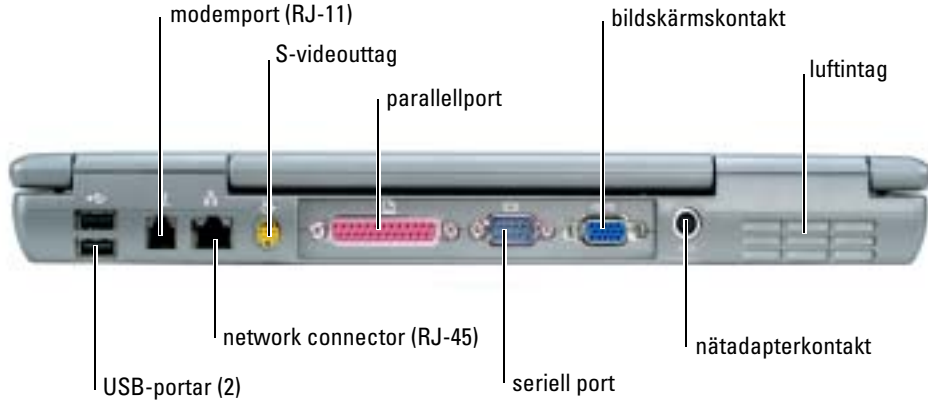 modemport (RJ-11)
bildskärmskontakt
S-videouttag
luftintag
parallellport
network connector (RJ-45)
nätadapterkontakt
USB-portar (2)
seriell port